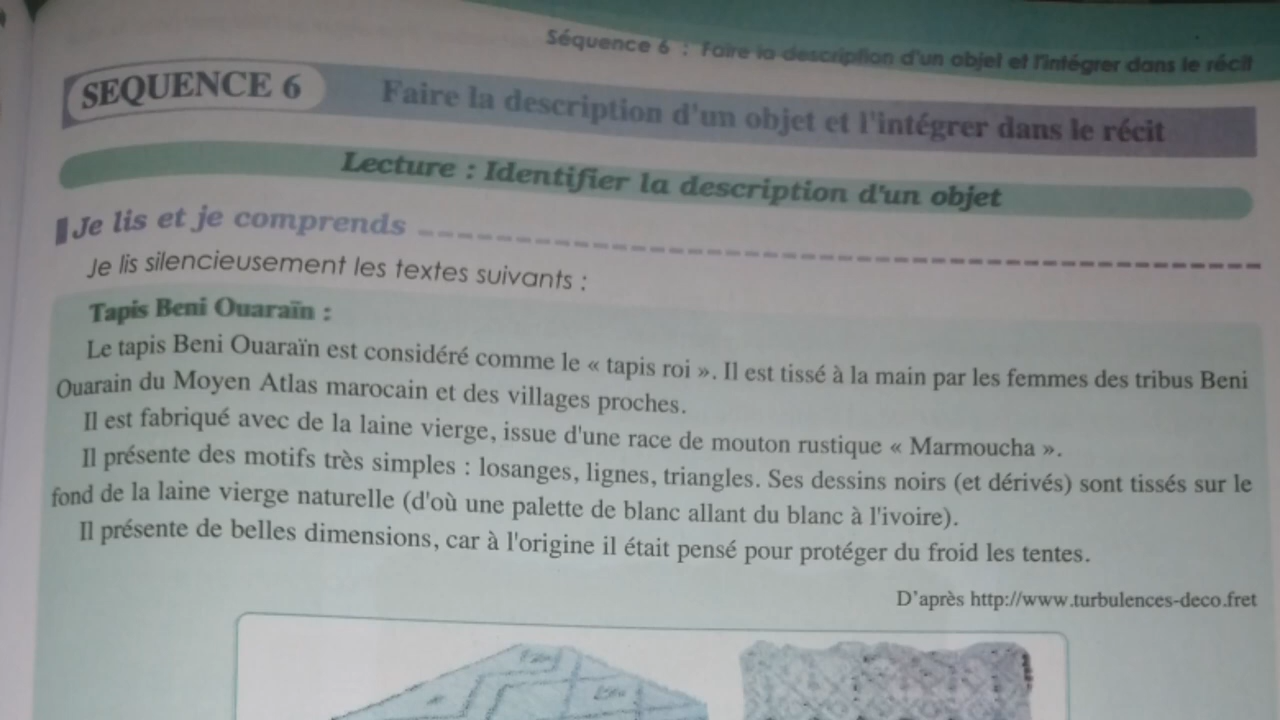 Séquence 6 : Faire la description d'un objet et l'intégrer dans le récit
SEQUENCE 6 Faire la description d'un objet et l'intégrer dans le récit
Lecture : Identifier la description d'un objet
Je lis et je comprends
Je lis silencieusement les textes suivants :
Tapis Beni Ouaraïn :
Le tapis Beni Ouaraïn est considéré comme le « tapis roi ». Il est tissé à la main par les femmes des tribus Beni
Ouarain du Moyen Atlas marocain et des villages proches.
Il est fabriqué avec de la laine vierge, issue d'une race de mouton rustique « Marmoucha ».
Il présente des motifs très simples : losanges, lignes, triangles. Ses dessins noirs (et dérivés) sont tissés sur le
fond de la laine vierge naturelle (d'où une palette de blanc allant du blanc à l'ivoire).
Il présente de belles dimensions, car à l'origine il était pensé pour protéger du froid les tentes.
D'après http://www.turbulences-deco.fret